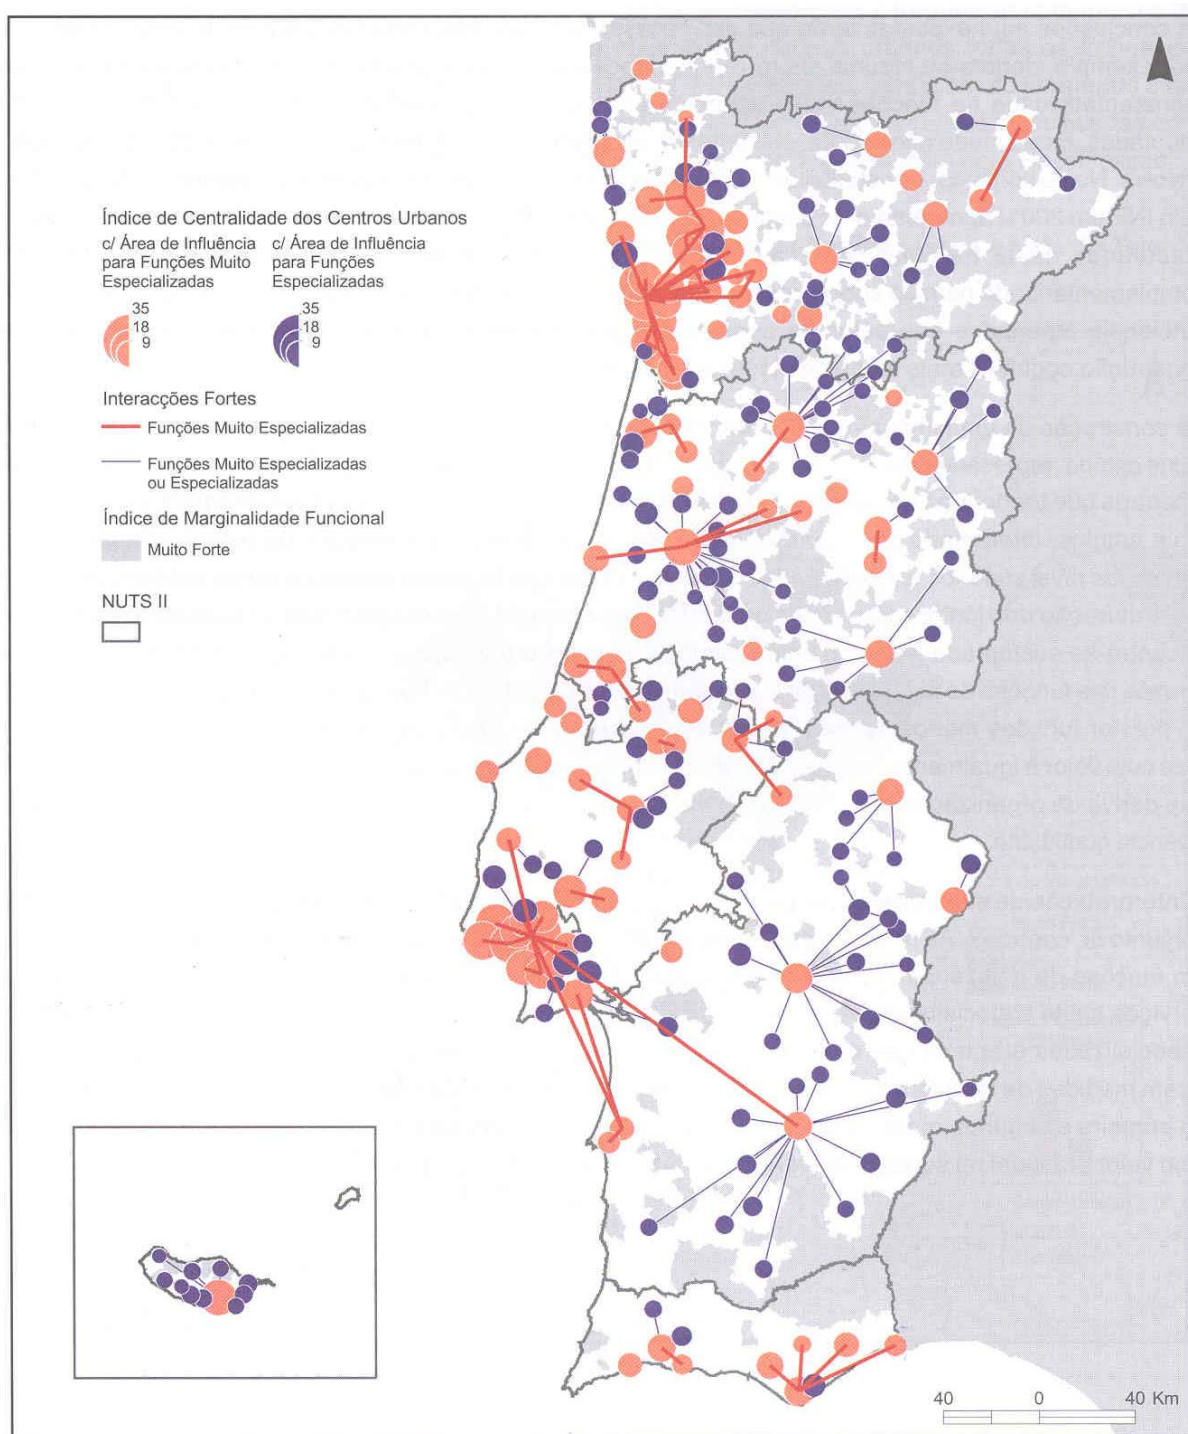 Índice de Centralidade dos Centros Urbanos
c/ Área de Influência
para Funções Muito
Especializadas
c/ Área de Influência
para Funções
Especializadas
35
18
9
35
18
9
Interacções Fortes
Funções Muito Especializadas
Funções Muito Especializadas
ou Especializadas
Índice de Marginalidade Funcional
Muito Forte
NUTS II
40 0 40 Km